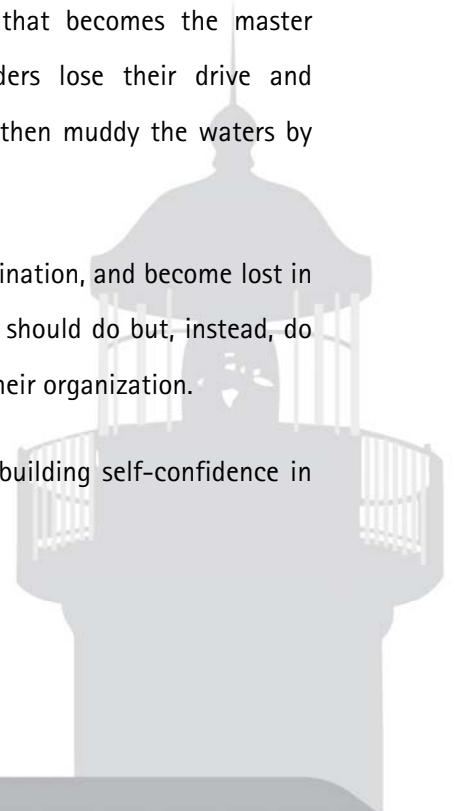 that becomes the master
ders lose their drive and
then muddy the waters by
ination, and become lost in
should do but, instead, do
heir organization.
building self-confidence in